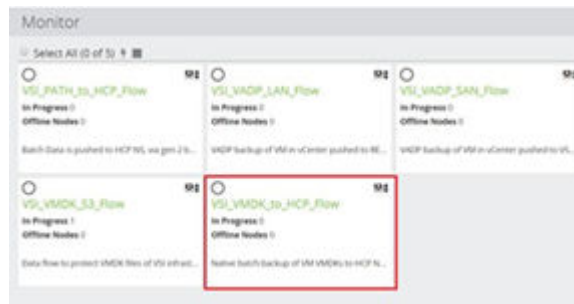 Monitor
Select All (0 of 5)
VSI_PATH_to_HCP_Flow
In Progress 0
Offline Nodes 0
Batch Data is pushed to HCP NS, via gen 2 b...
VSI_VADP_LAN_Flow
In Progress 0
Offline Nodes 0
VADP backup of VM in vCenter pushed to RE...
VSI_VADP_SAN_Flow
In Progress 0
Offline Nodes 0
VADP backup of VM in vCenter pushed to VS...
VSI_VMDK_S3_Flow
In Progress 1
Offline Nodes 0
Data flow to protect VMDK files of VSI infrast...
VSI_VMDK_to_HCP_Flow
In Progress 0
Offline Nodes 0
Native batch backup of VM VMDKs to HCP N...